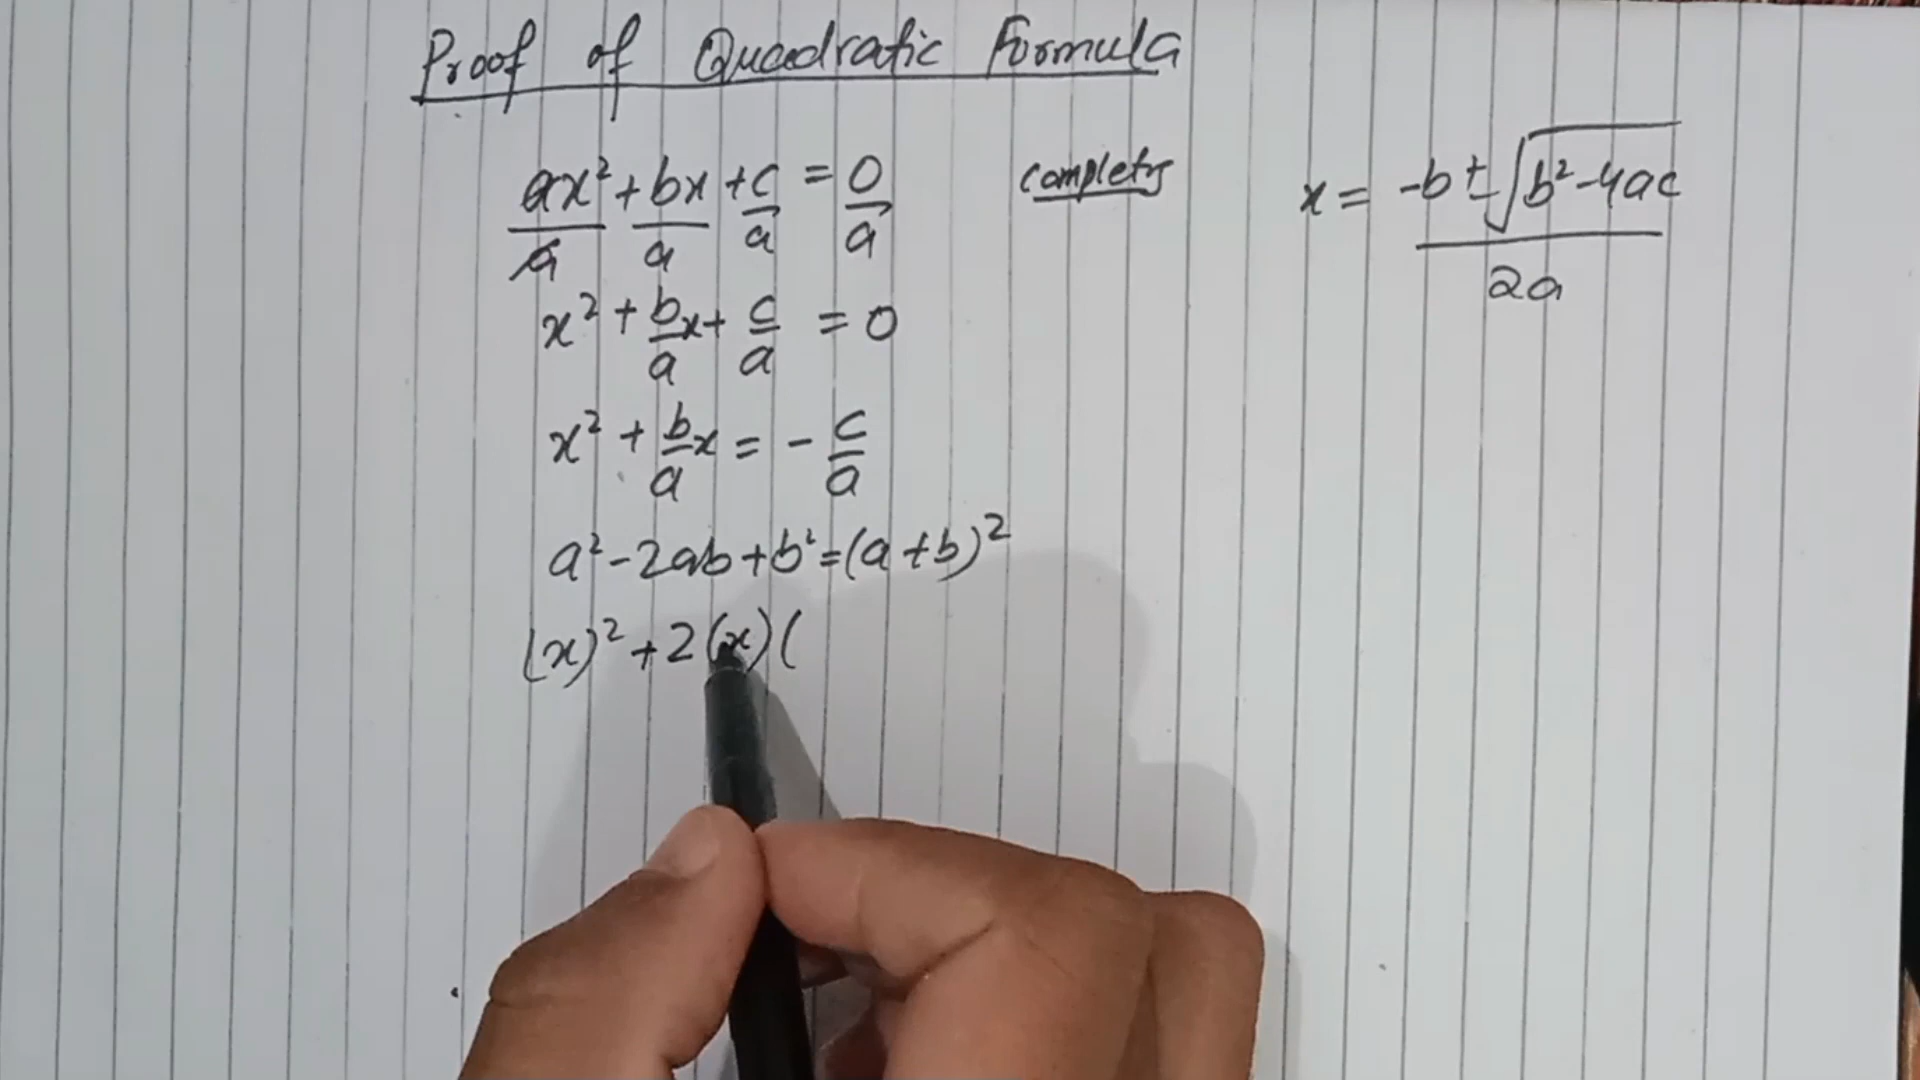 Proof of Quadratic Formula
ax²/a + bx/a + c/a = 0/a
x² + b/a x + c/a = 0
x² + b/a x = - c/a
a² - 2ab + b² = (a + b)²
(x)² + 2(x)(
x = -b ± √b² - 4ac / 2a